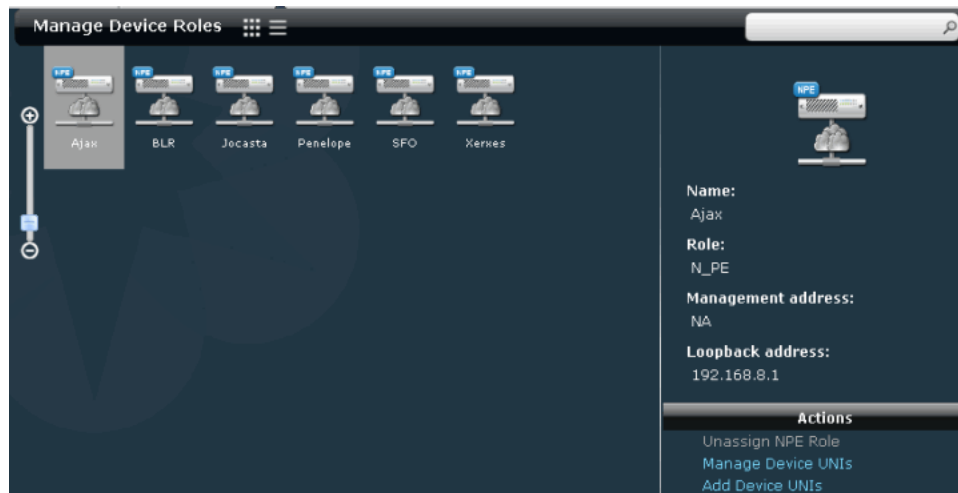 Manage Device Roles
NPE NPE NPE NPE NPE NPE
Ajax BLR Jocasta Penelope SFO Xerxes
NPE
Name:
Ajax
Role:
N_PE
Management address:
NA
Loopback address:
192.168.8.1
Actions
Unassign NPE Role
Manage Device UNIs
Add Device UNIs